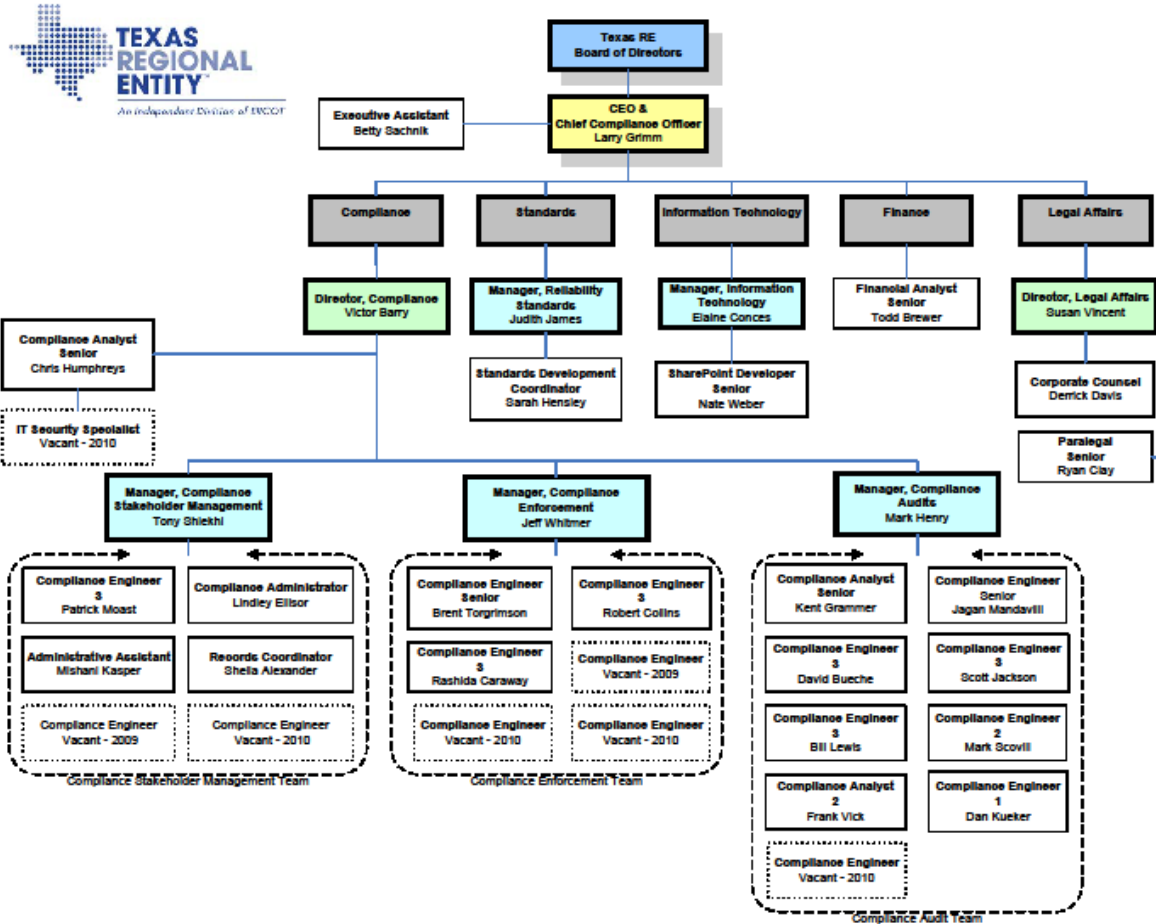 TEXAS
REGIONAL
ENTITY™
An Independent Division of ERCOT
Texas RE
Board of Directors
CEO &
Chief Compliance Officer
Larry Grimm
Executive Assistant
Betty Sachnik
Compliance
Standards
Information Technology
Finance
Legal Affairs
Director, Compliance
Victor Barry
Manager, Reliability
Standards
Judith James
Manager, Information
Technology
Elaine Conces
Financial Analyst
Senior
Todd Brewer
Director, Legal Affairs
Susan Vincent
Compliance Analyst
Senior
Chris Humphreys
Standards Development
Coordinator
Sarah Hensley
SharePoint Developer
Senior
Nate Weber
Corporate Counsel
Derrick Davis
IT Security Specialist
Vacant - 2010
Paralegal
Senior
Ryan Clay
Manager, Compliance
Stakeholder Management
Tony Shiekhi
Manager, Compliance
Enforcement
Jeff Whitmer
Manager, Compliance
Audits
Mark Henry
Compliance Engineer
3
Patrick Moast
Compliance Administrator
Lindley Ellisor
Administrative Assistant
Mishani Kasper
Records Coordinator
Sheila Alexander
Compliance Engineer
Vacant - 2009
Compliance Engineer
Vacant - 2010
Compliance Stakeholder Management Team
Compliance Engineer
Senior
Brent Torgrimson
Compliance Engineer
3
Robert Collins
Compliance Engineer
3
Rashida Caraway
Compliance Engineer
Vacant - 2009
Compliance Engineer
Vacant - 2010
Compliance Engineer
Vacant - 2010
Compliance Enforcement Team
Compliance Analyst
Senior
Kent Grammer
Compliance Engineer
Senior
Jagan Mandavilli
Compliance Engineer
3
David Bueche
Compliance Engineer
3
Scott Jackson
Compliance Engineer
3
Bill Lewis
Compliance Engineer
2
Mark Scovill
Compliance Analyst
2
Frank Vick
Compliance Engineer
1
Dan Kueker
Compliance Engineer
Vacant - 2010
Compliance Audit Team